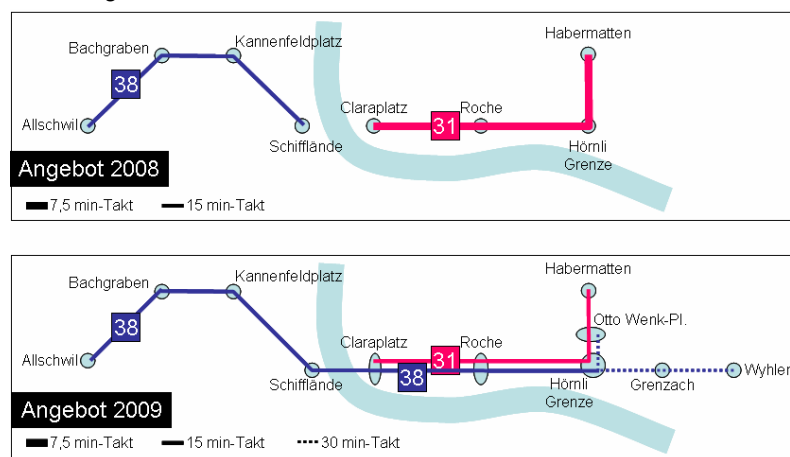 Bachgraben
Kannenfeldplatz
Habermatten
38
Claraplatz
Roche
Allschwil
31
Schifflände
Hörnli
Grenze
Angebot 2008
7,5 min-Takt
15 min-Takt
Bachgraben
Kannenfeldplatz
Habermatten
38
Otto Wenk-Pl.
Claraplatz
Roche
Allschwil
31
38
Schifflände
Hörnli
Grenze
Grenzach
Wyhlen
Angebot 2009
7,5 min-Takt
15 min-Takt
30 min-Takt